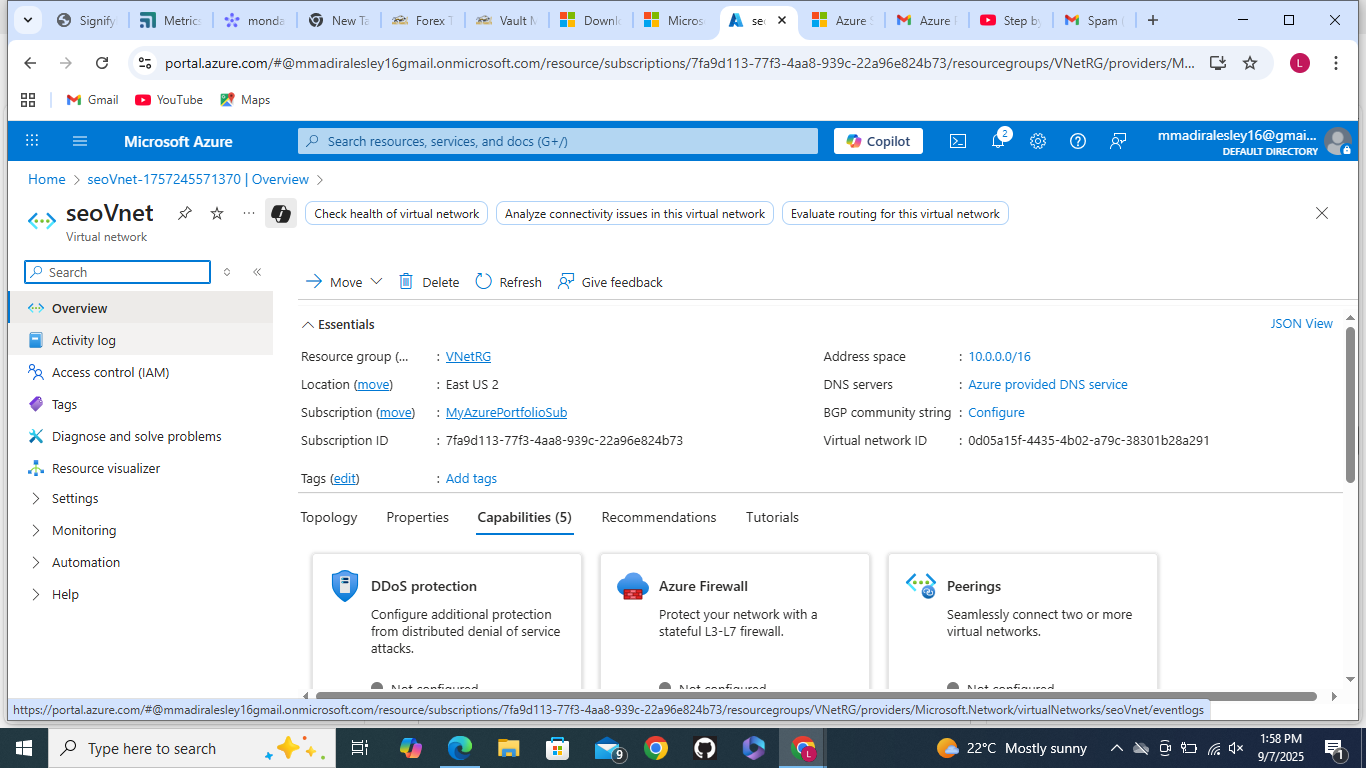 Signify
Metrics
monda
New Ta
Forex T
Vault M
Downlo
Micros
seo
Azure S
Azure
Step by
Spam (
portal.azure.com/#@mmadiralesley16gmail.onmicrosoft.com/resource/subscriptions/7fa9d113-77f3-4aa8-939c-22a96e824b73/resourcegroups/VNetRG/providers/M...
L
Gmail
YouTube
Maps
Microsoft Azure
Search resources, services, and docs (G+/)
Copilot
2
mmadiralesley16@gmai...
DEFAULT DIRECTORY
Home > seoVnet-1757245571370 | Overview >
seoVnet
Virtual network
...
Check health of virtual network
Analyze connectivity issues in this virtual network
Evaluate routing for this virtual network
Search
Overview
Activity log
Access control (IAM)
Tags
Diagnose and solve problems
Resource visualizer
Settings
Monitoring
Automation
Help
Move
Delete
Refresh
Give feedback
Essentials
JSON View
Resource group (... : VNetRG
Location (move) : East US 2
Subscription (move) : MyAzurePortfolioSub
Subscription ID : 7fa9d113-77f3-4aa8-939c-22a96e824b73
Address space : 10.0.0.0/16
DNS servers : Azure provided DNS service
BGP community string : Configure
Virtual network ID : 0d05a15f-4435-4b02-a79c-38301b28a291
Tags (edit) : Add tags
Topology
Properties
Capabilities (5)
Recommendations
Tutorials
DDoS protection
Configure additional protection
from distributed denial of service
attacks.
Not configured
Azure Firewall
Protect your network with a
stateful L3-L7 firewall.
Not configured
Peerings
Seamlessly connect two or more
virtual networks.
Not configured
https://portal.azure.com/#@mmadiralesley16gmail.onmicrosoft.com/resource/subscriptions/7fa9d113-77f3-4aa8-939c-22a96e824b73/resourcegroups/VNetRG/providers/Microsoft.Network/virtualNetworks/seoVnet/eventlogs
Type here to search
9
L
22°C Mostly sunny
1:58 PM
9/7/2025
1